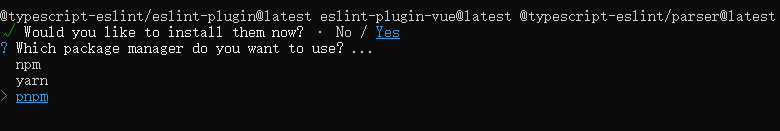 @typescript-eslint/eslint-plugin@latest eslint-plugin-vue@latest @typescript-eslint/parser@latest
√ Would you like to install them now? · No / Yes
? Which package manager do you want to use? ...
npm
yarn
> pnpm